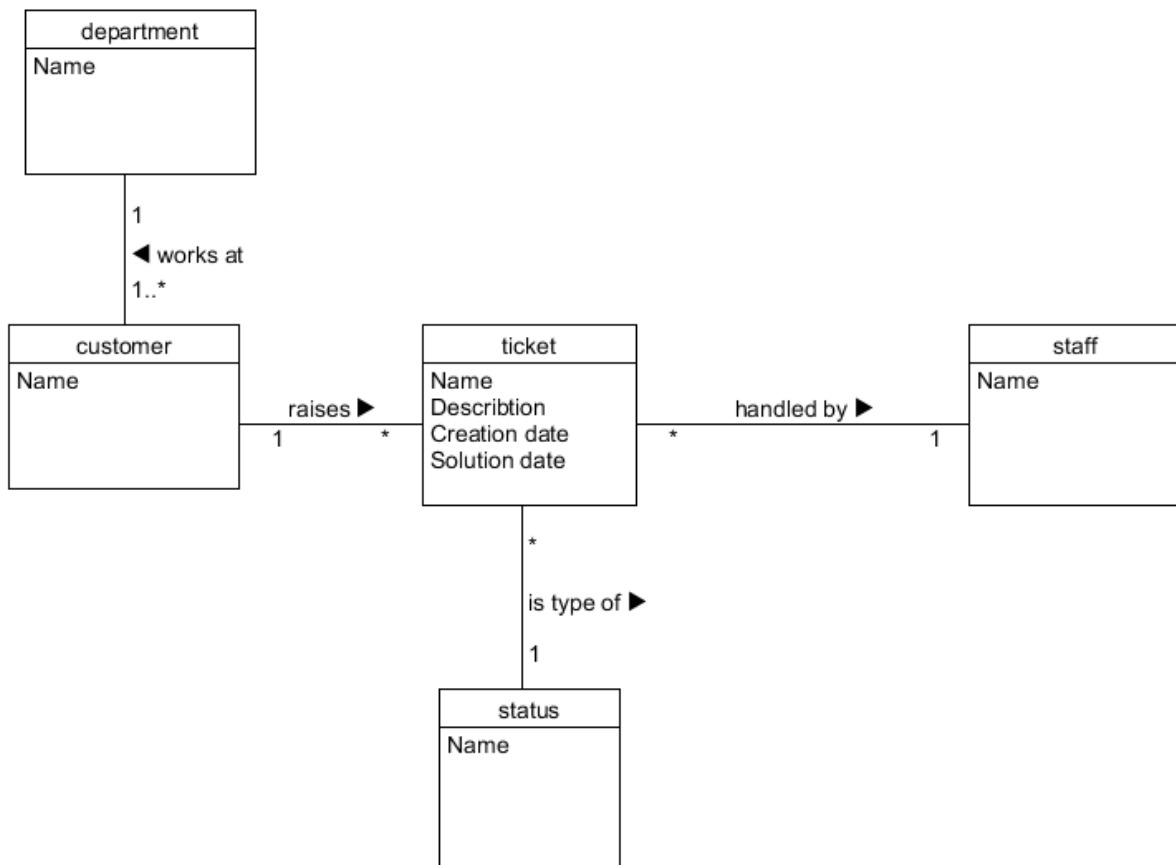 department
Name
1
◀ works at
1..*
customer
Name
raises ▶
1
*
ticket
Name
Describtion
Creation date
Solution date
handled by ▶
*
1
staff
Name
*
is type of ▶
1
status
Name